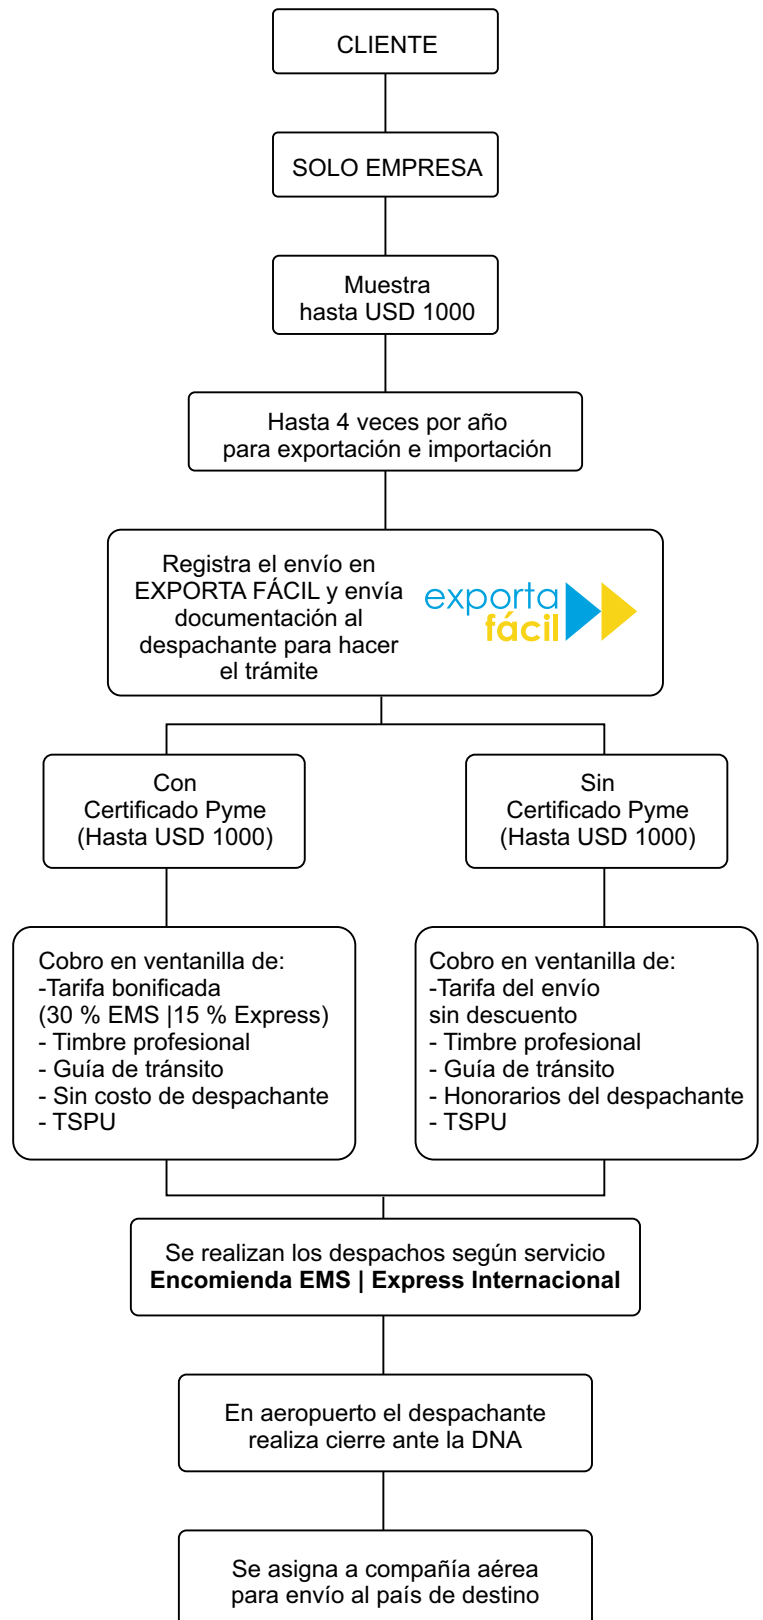 CLIENTE
SOLO EMPRESA
Muestra
hasta USD 1000
Hasta 4 veces por año
para exportación e importación
Registra el envío en
EXPORTA FÁCIL y envía
documentación al
despachante para hacer
el trámite
exporta
fácil
Con
Certificado Pyme
(Hasta USD 1000)
Sin
Certificado Pyme
(Hasta USD 1000)
Cobro en ventanilla de:
-Tarifa bonificada
(30 % EMS |15 % Express)
- Timbre profesional
- Guía de tránsito
- Sin costo de despachante
- TSPU
Cobro en ventanilla de:
-Tarifa del envío
sin descuento
- Timbre profesional
- Guía de tránsito
- Honorarios del despachante
- TSPU
Se realizan los despachos según servicio
Encomienda EMS | Express Internacional
En aeropuerto el despachante
realiza cierre ante la DNA
Se asigna a compañía aérea
para envío al país de destino